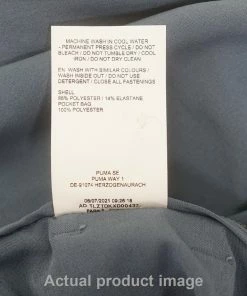 MACHINE WASH IN COOL WATER
- PERMANENT PRESS CYCLE / DO NOT
BLEACH / DO NOT TUMBLE DRY / COOL
IRON / DO NOT DRY CLEAN
EN: WASH WITH SIMILAR COLOURS /
WASH INSIDE OUT / DO NOT USE
DETERGENT / CLOSE ALL FASTENINGS
SHELL
86% POLYESTER / 14% ELASTANE
POCKET BAG
100% POLYESTER
PUMA SE
PUMA WAY 1
DE-91074 HERZOGENAURACH
Actual product image